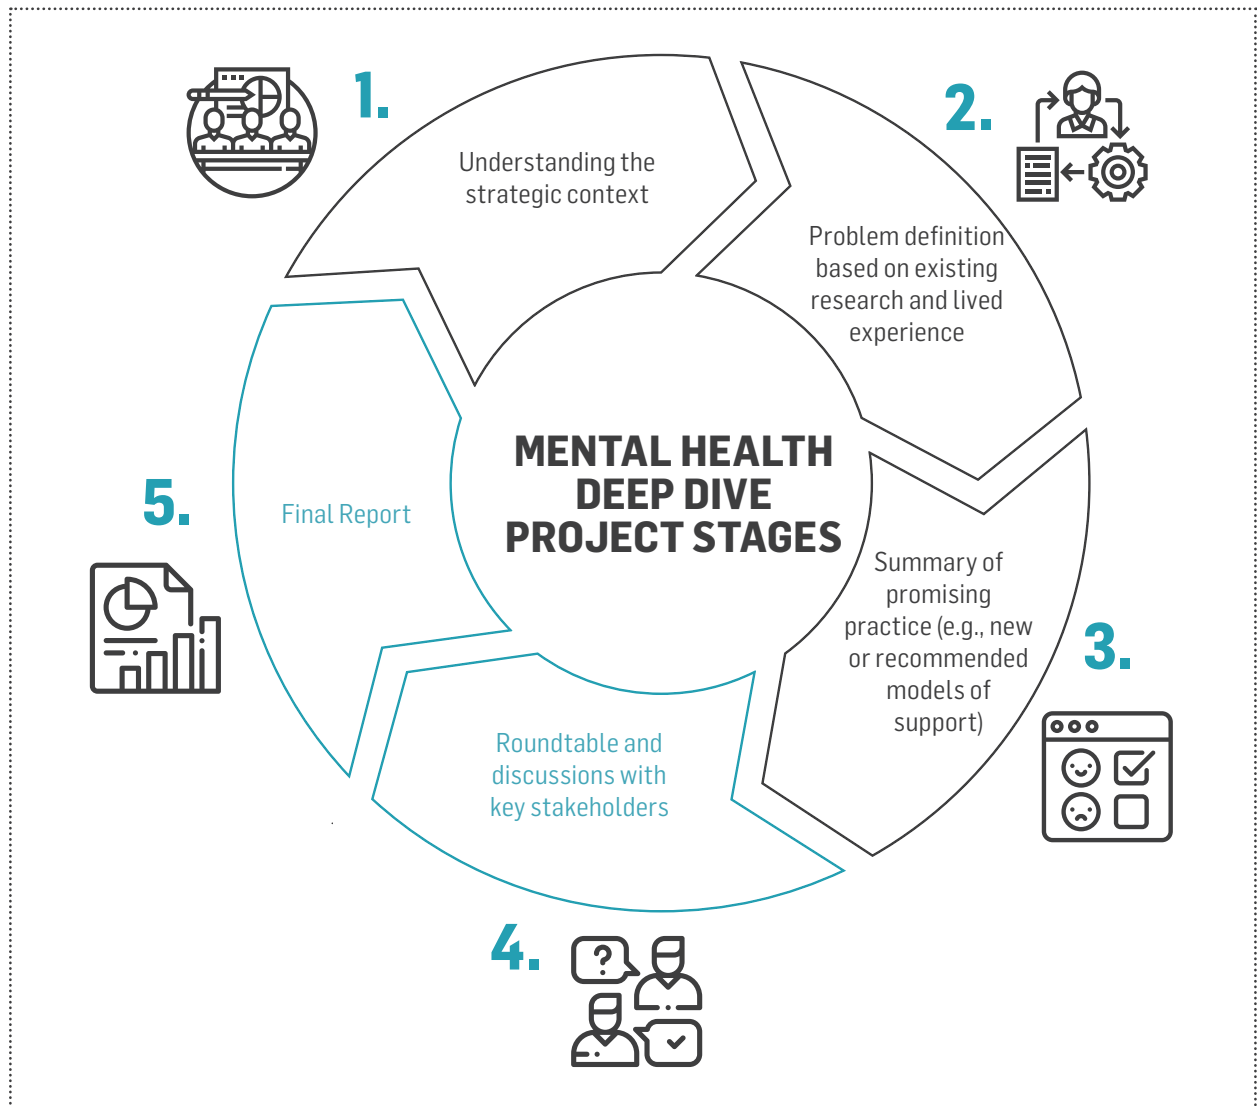 1.
Understanding the
strategic context
2.
Problem definition
based on existing
research and lived
experience
MENTAL HEALTH
DEEP DIVE
PROJECT STAGES
3.
Summary of
promising
practice (e.g., new
or recommended
models of
support)
4.
Roundtable and
discussions with
key stakeholders
5.
Final Report
?